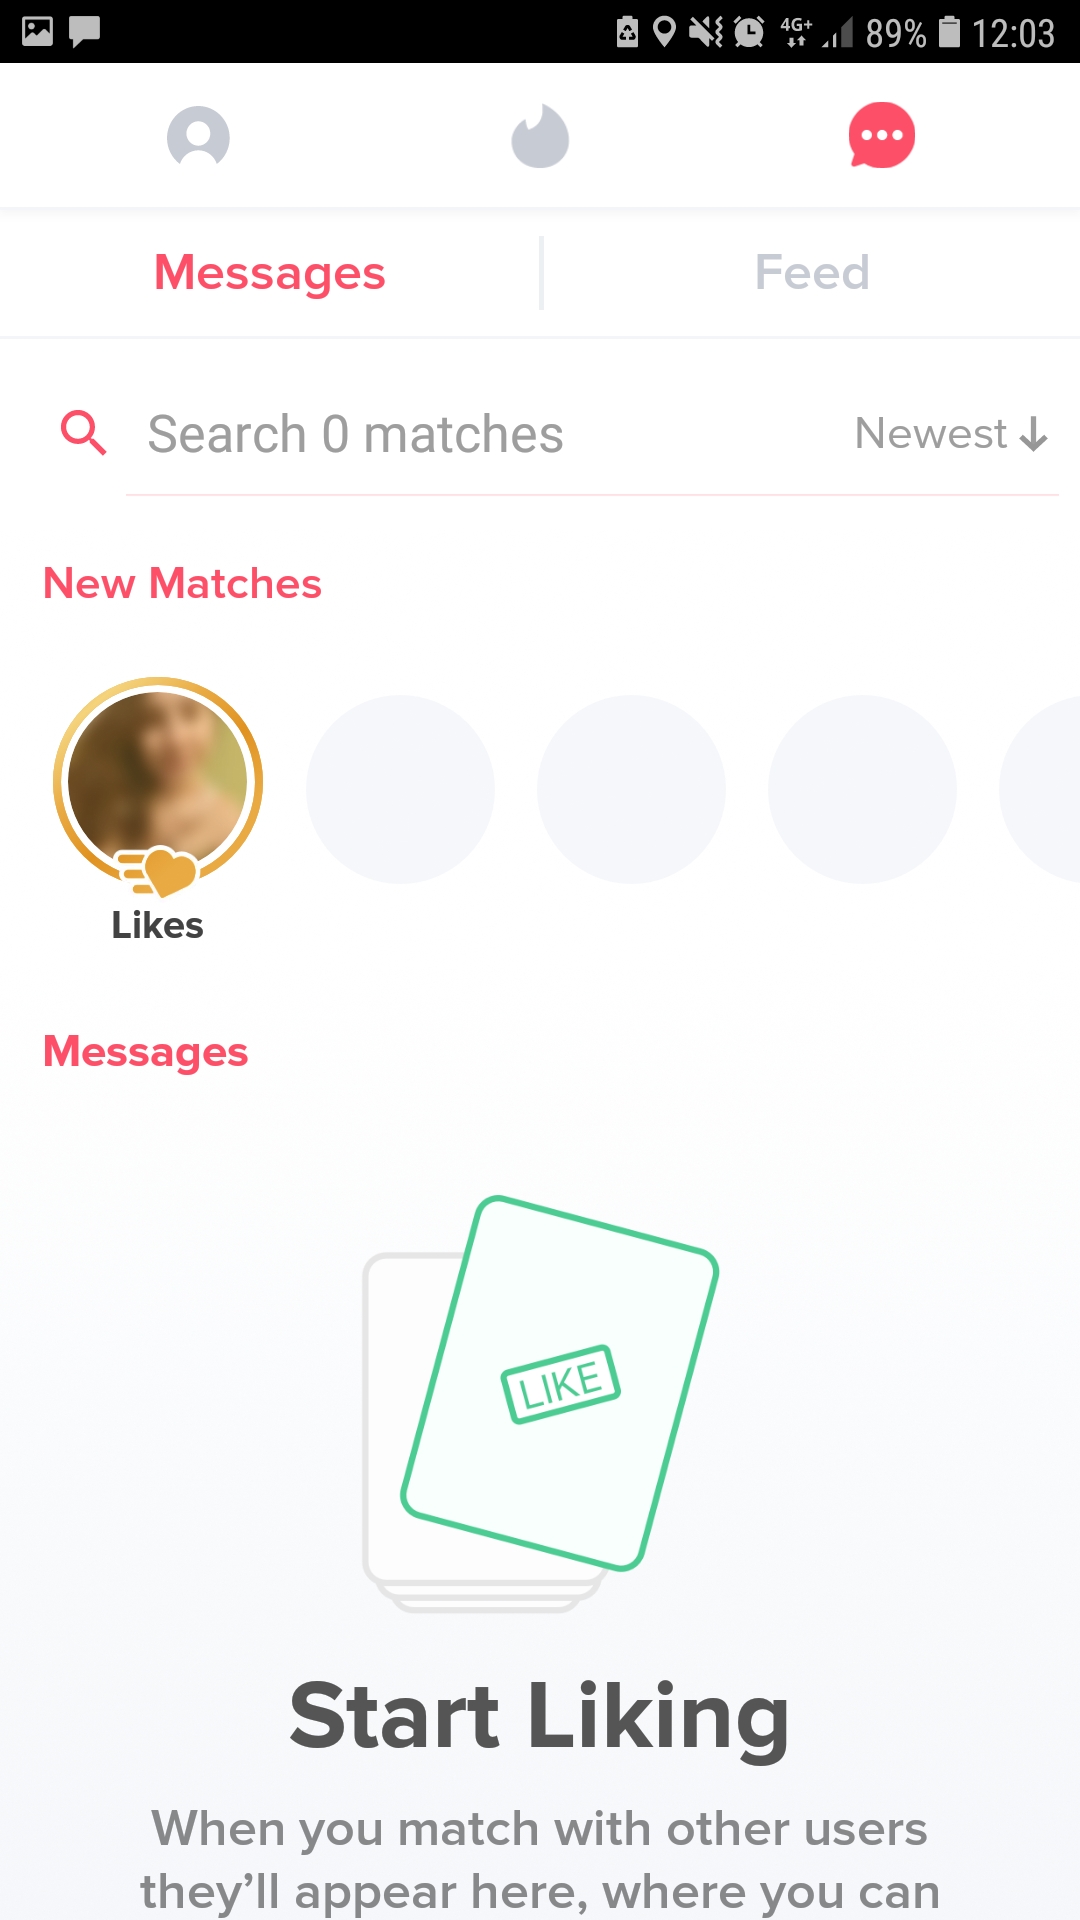 4G+ 89% 12:03
Messages
Feed
Search 0 matches
Newest
New Matches
Likes
Messages
LIKE
Start Liking
When you match with other users
they’ll appear here, where you can